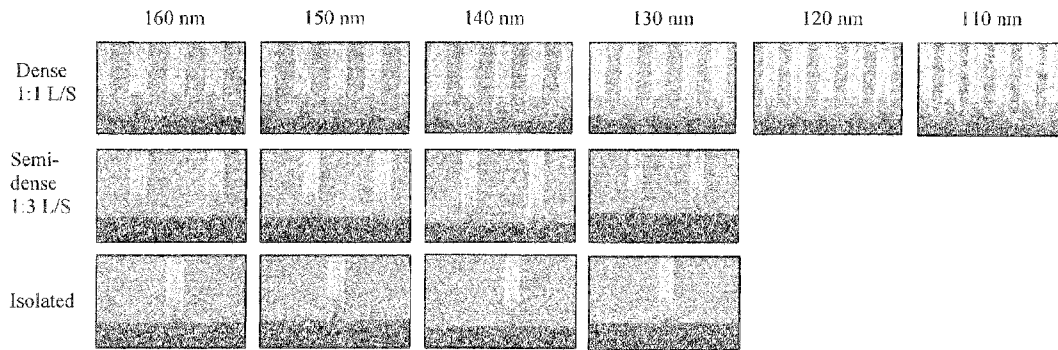 160 nm 150 nm 140 nm 130 nm 120 nm 110 nm
Dense
1:1 L/S
Semi-
dense
1:3 L/S
Isolated